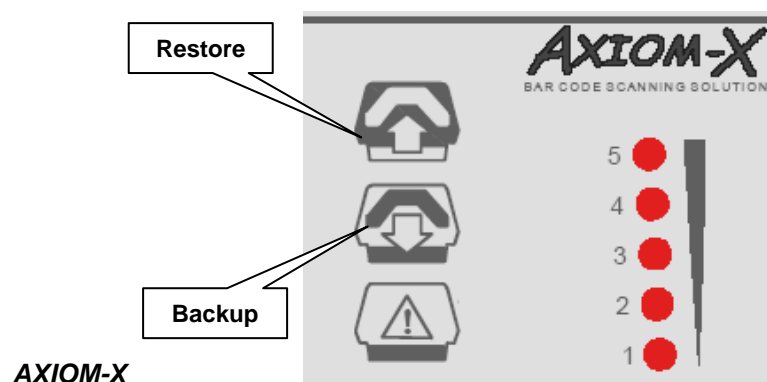 Restore
AXIOM-X
BAR CODE SCANNING SOLUTION
5
4
3
2
1
Backup
AXIOM-X